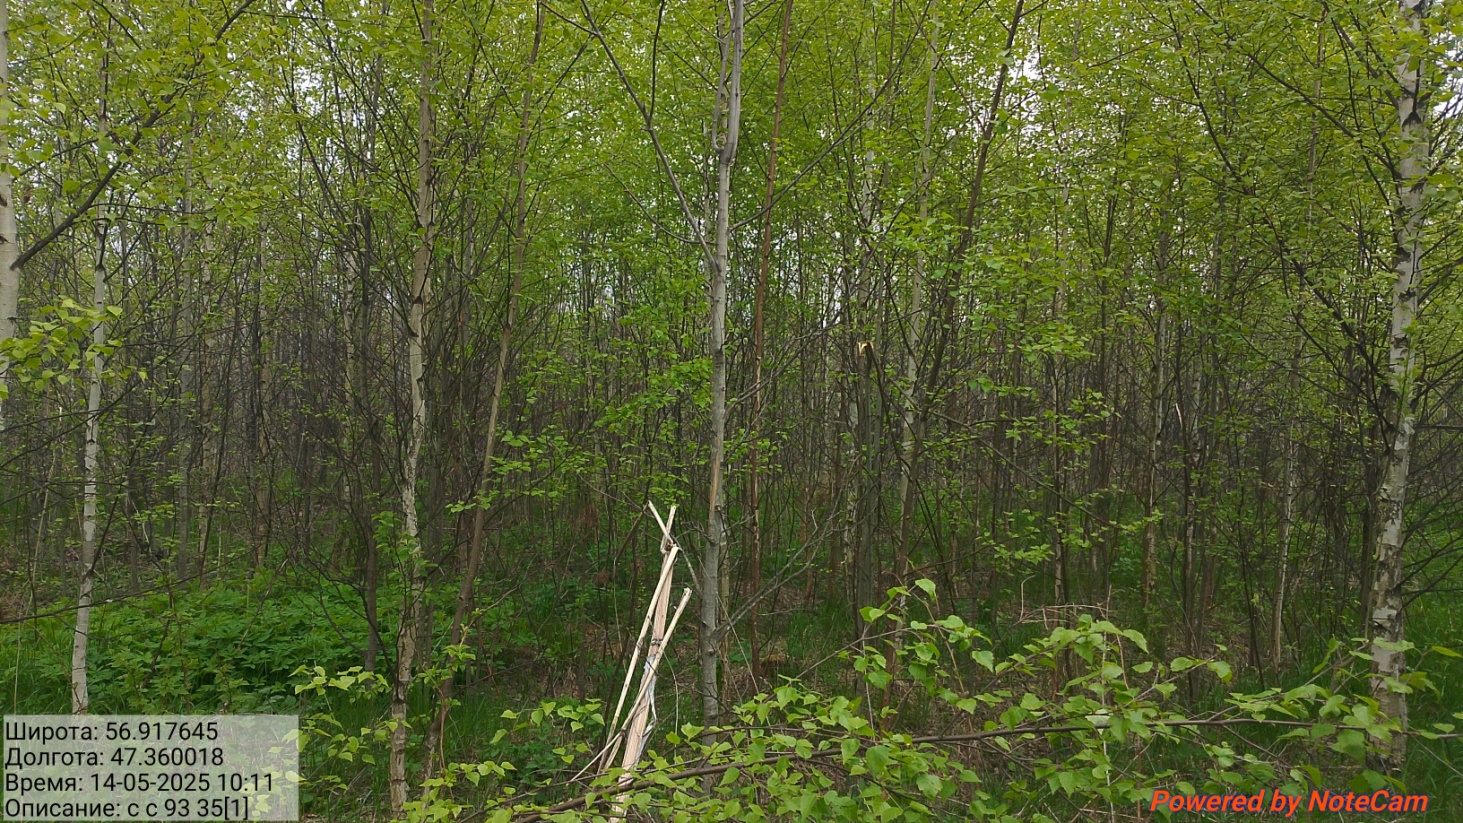 Широта: 56.917645
Долгота: 47.360018
Время: 14-05-2025 10:11
Описание: с с 93 35[1]
Powered by NoteCam